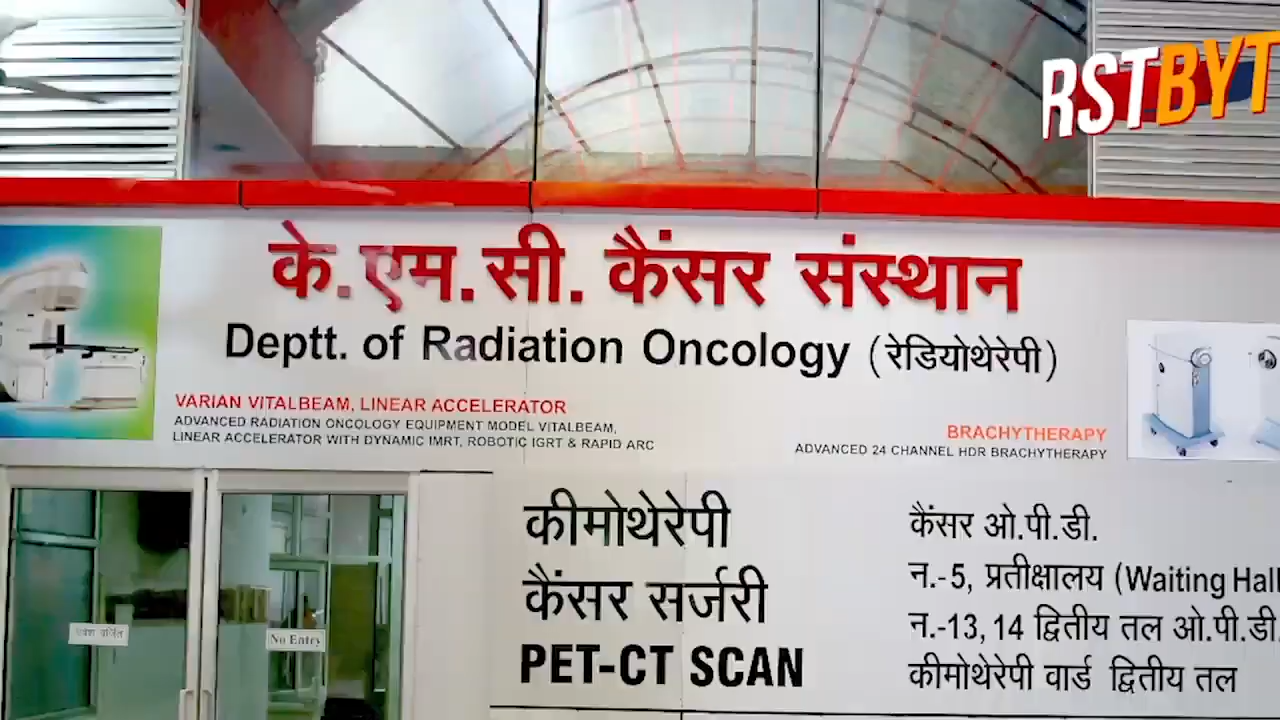 RSTBYT
के.एम.सी. कैंसर संस्थान
Deptt. of Radiation Oncology (रेडियोथेरेपी)
VARIAN VITALBEAM, LINEAR ACCELERATOR
ADVANCED RADIATION ONCOLOGY EQUIPMENT MODEL VITALBEAM,
LINEAR ACCELERATOR WITH DYNAMIC IMRT, ROBOTIC IGRT & RAPID ARC
BRACHYTHERAPY
ADVANCED 24 CHANNEL HDR BRACHYTHERAPY
कीमोथेरेपी
कैंसर सर्जरी
PET-CT SCAN
कैंसर ओ.पी.डी.
न.-5, प्रतीक्षालय (Waiting Hall
न.-13, 14 द्वितीय तल ओ.पी.डी.
कीमोथेरेपी वार्ड द्वितीय तल
प्रवेश वर्जित
No Entry